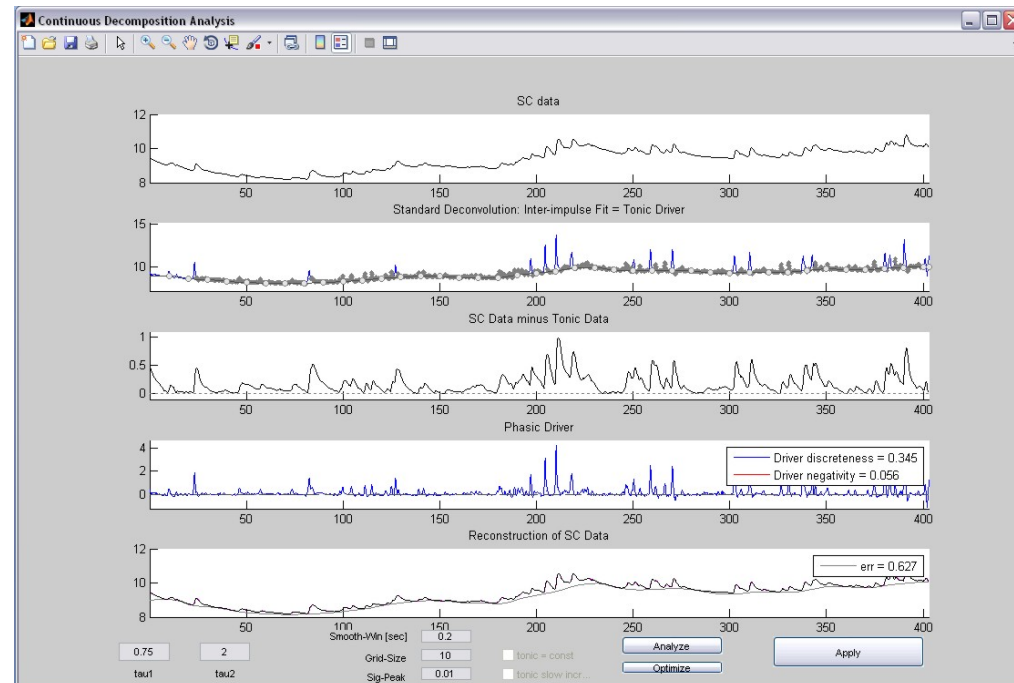 Continuous Decomposition Analysis
SC data
12
10
8
50 100 150 200 250 300 350 400
Standard Deconvolution: Inter-impulse Fit = Tonic Driver
15
10
50 100 150 200 250 300 350 400
SC Data minus Tonic Data
1
0.5
0
50 100 150 200 250 300 350 400
Phasic Driver
4
2
0
Driver discreteness = 0.345
Driver negativity = 0.056
50 100 150 200 250 300 350 400
Reconstruction of SC Data
12
10
8
err = 0.627
50 100 150 200 250 300 350 400
0.75
tau1
2
tau2
Smooth-Win [sec] 0.2
Grid-Size 10
Sig-Peak 0.01
tonic = const
tonic slow incr...
Analyze
Optimize
Apply